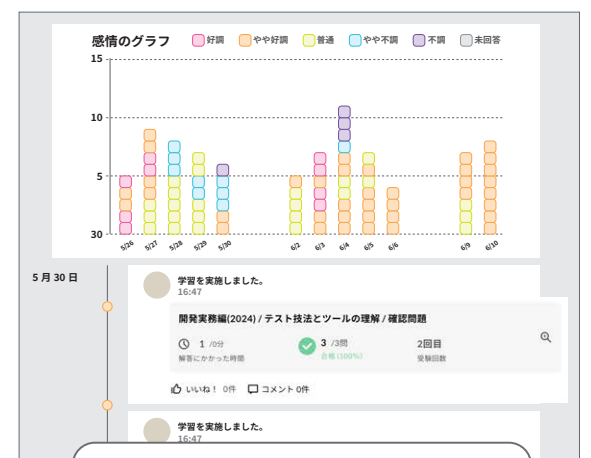 感情のグラフ 好調 やや好調 普通 やや不調 不調 未回答
15
10
5
30
5/26 5/27 5/28 5/29 5/30 6/2 6/3 6/4 6/5 6/6 6/9 6/10
5 月 30 日
学習を実施しました。
16:47
開発実務編(2024) / テスト技法とツールの理解 / 確認問題
1 /0分 3 /3問 2回目
解答にかかった時間 合格(100%) 受験回数
いいね！ 0件 コメント 0件
学習を実施しました。
16:47